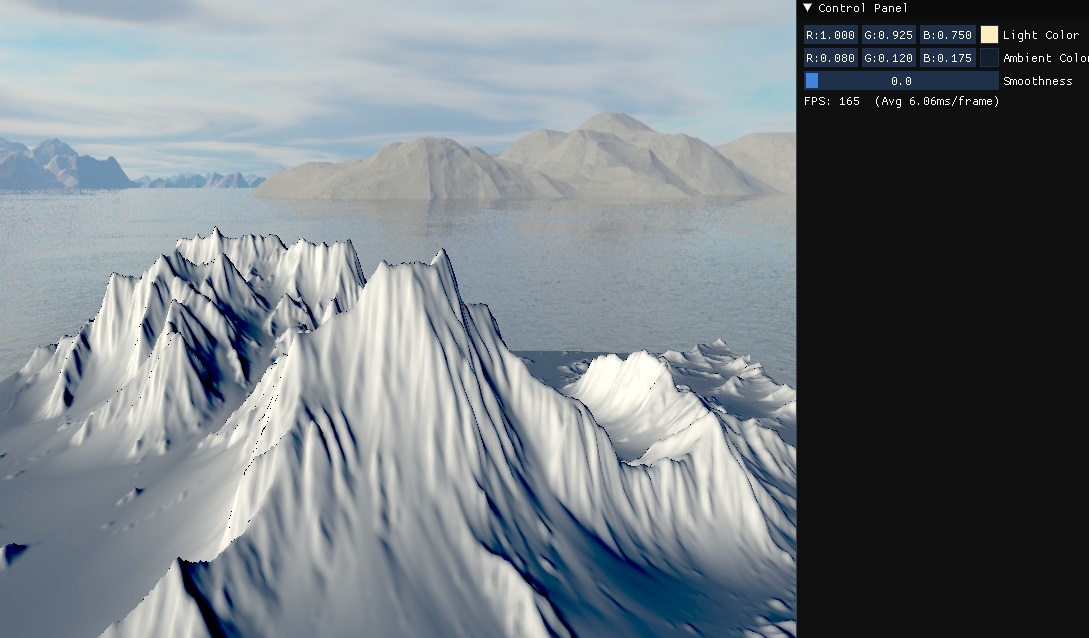 ▼ Control Panel
R:1.000 G:0.925 B:0.750 Light Color
R:0.080 G:0.120 B:0.175 Ambient Colo
0.0 Smoothness
FPS: 165 (Avg 6.06ms/frame)